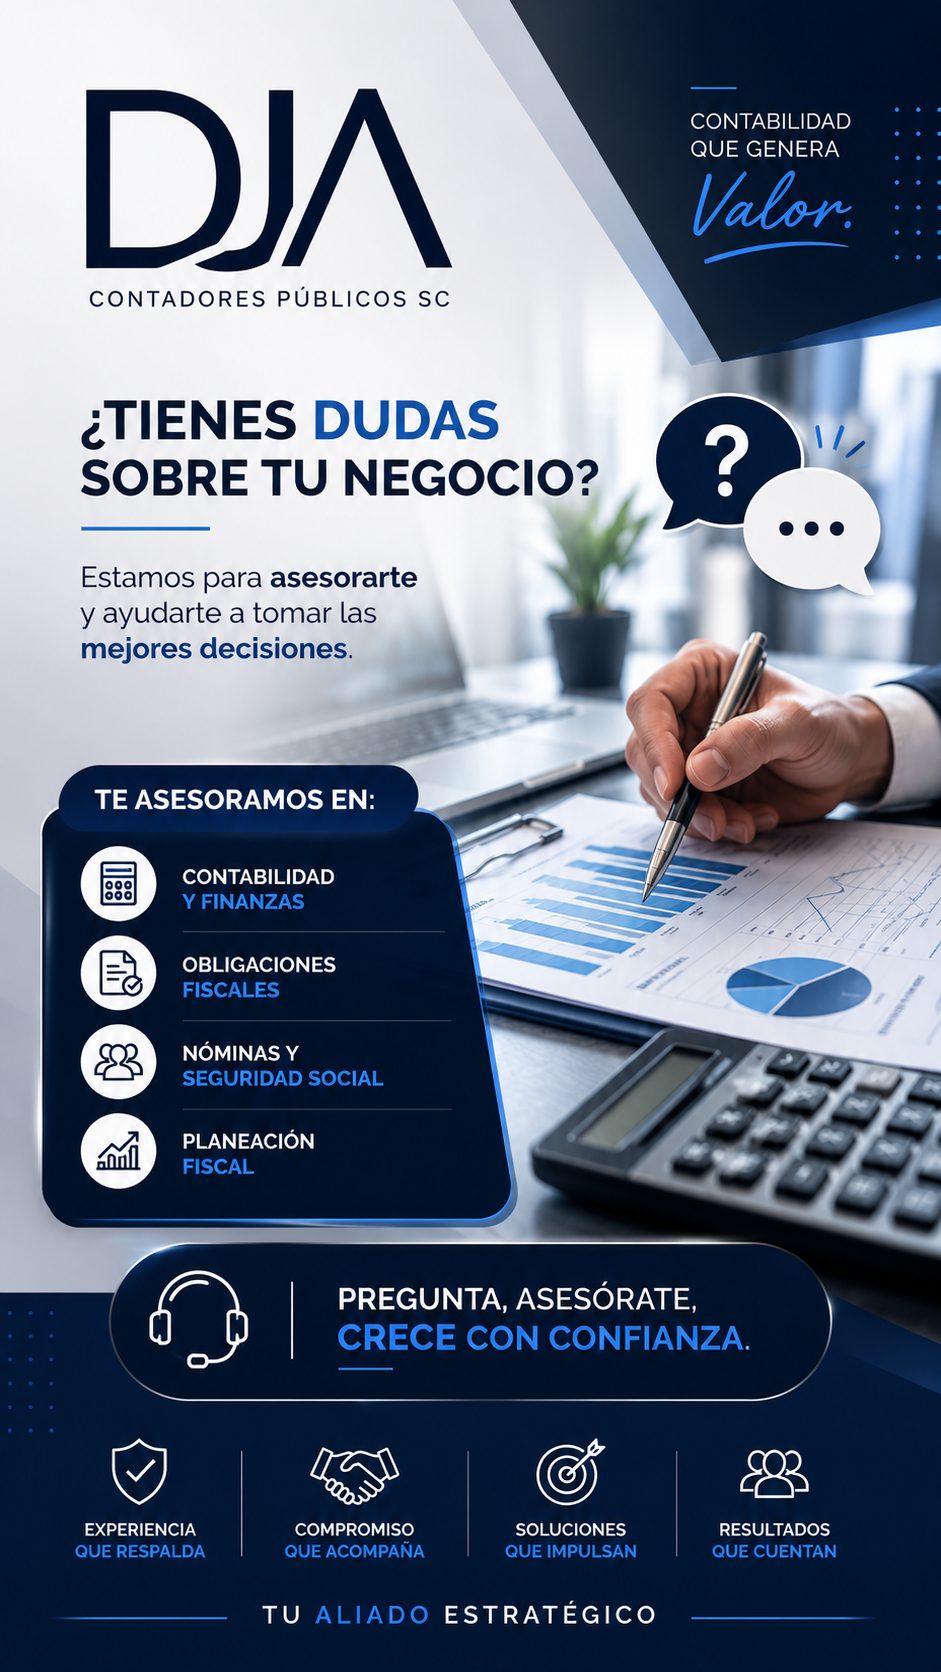 DJA
CONTADORES PÚBLICOS SC
CONTABILIDAD
QUE GENERA
Valor.
¿TIENES DUDAS
SOBRE TU NEGOCIO?
?
Estamos para asesorarte
y ayudarte a tomar las
mejores decisiones.
TE ASESORAMOS EN:
CONTABILIDAD
Y FINANZAS
OBLIGACIONES
FISCALES
NÓMINAS Y
SEGURIDAD SOCIAL
PLANEACIÓN
FISCAL
PREGUNTA, ASESÓRATE,
CRECE CON CONFIANZA.
EXPERIENCIA
QUE RESPALDA
COMPROMISO
QUE ACOMPAÑA
SOLUCIONES
QUE IMPULSAN
RESULTADOS
QUE CUENTAN
TU ALIADO ESTRATÉGICO